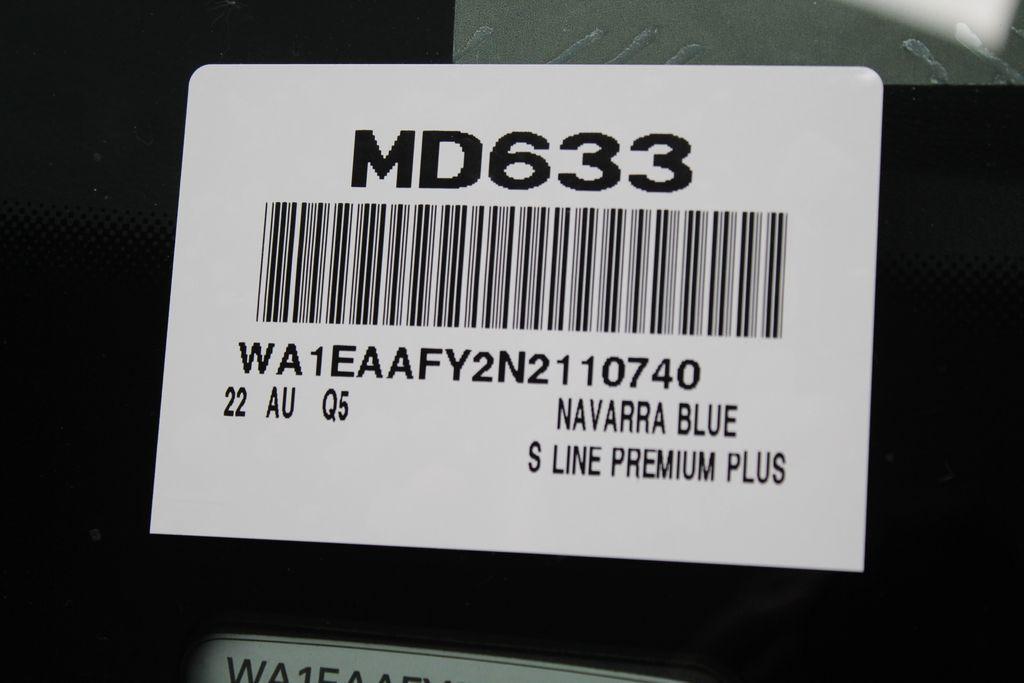 MD633
WA1EAAFY2N2110740
22 AU Q5 NAVARRA BLUE
S LINE PREMIUM PLUS